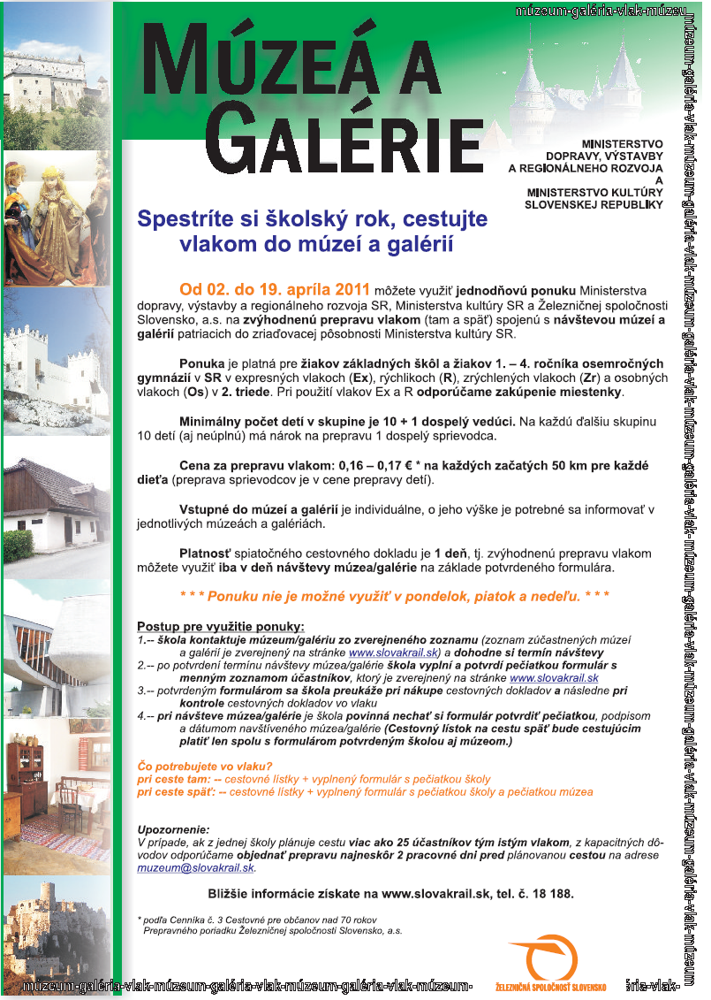 múzeum-galéria-vlak-múzeu
múzeum-galéria-vlak-múzeum-galéria-vlak-múzeum-galéria-vlak-múzeum-galéria-vlak-múzeum-galéria-vlak-múzeum-galéria-vlak-múzeum-galéria-vlak-múzeum
MÚZEÁ A
GALÉRIE
MINISTERSTVO
DOPRAVY, VÝSTAVBY
A REGIONÁLNEHO ROZVOJA
A
MINISTERSTVO KULTÚRY
SLOVENSKEJ REPUBLIKY
Spestríte si školský rok, cestujte
vlakom do múzeí a galérií
Od 02. do 19. apríla 2011 môžete využiť jednodňovú ponuku Ministerstva
dopravy, výstavby a regionálneho rozvoja SR, Ministerstva kultúry SR a Železničnej spoločnosti
Slovensko, a.s. na zvýhodnenú prepravu vlakom (tam a späť) spojenú s návštevou múzeí a
galérií patriacich do zriaďovacej pôsobnosti Ministerstva kultúry SR.
Ponuka je platná pre žiakov základných škôl a žiakov 1. – 4. ročníka osemročných
gymnázií v SR v expresných vlakoch (Ex), rýchlikoch (R), zrýchlených vlakoch (Zr) a osobných
vlakoch (Os) v 2. triede. Pri použití vlakov Ex a R odporúčame zakúpenie miestenky.
Minimálny počet detí v skupine je 10 + 1 dospelý vedúci. Na každú ďalšiu skupinu
10 detí (aj neúplnú) má nárok na prepravu 1 dospelý sprievodca.
Cena za prepravu vlakom: 0,16 – 0,17 € * na každých začatých 50 km pre každé
dieťa (preprava sprievodcov je v cene prepravy detí).
Vstupné do múzeí a galérií je individuálne, o jeho výške je potrebné sa informovať v
jednotlivých múzeách a galériách.
Platnosť spiatočného cestovného dokladu je 1 deň, tj. zvýhodnenú prepravu vlakom
môžete využiť iba v deň návštevy múzea/galérie na základe potvrdeného formulára.
* * * Ponuku nie je možné využiť v pondelok, piatok a nedeľu. * * *
Postup pre využitie ponuky:
1.-- škola kontaktuje múzeum/galériu zo zverejneného zoznamu (zoznam zúčastnených múzeí
a galérií je zverejnený na stránke www.slovakrail.sk) a dohodne si termín návštevy
2.-- po potvrdení termínu návštevy múzea/galérie škola vyplní a potvrdí pečiatkou formulár s
menným zoznamom účastníkov, ktorý je zverejnený na stránke www.slovakrail.sk
3.-- potvrdeným formulárom sa škola preukáže pri nákupe cestovných dokladov a následne pri
kontrole cestovných dokladov vo vlaku
4.-- pri návšteve múzea/galérie je škola povinná nechať si formulár potvrdiť pečiatkou, podpisom
a dátumom navštíveného múzea/galérie (Cestovný lístok na cestu späť bude cestujúcim
platiť len spolu s formulárom potvrdeným školou aj múzeom.)
Čo potrebujete vo vlaku?
pri ceste tam: -- cestovné lístky + vyplnený formulár s pečiatkou školy
pri ceste späť: -- cestovné lístky + vyplnený formulár s pečiatkou školy a pečiatkou múzea
Upozornenie:
V prípade, ak z jednej školy plánuje cestu viac ako 25 účastníkov tým istým vlakom, z kapacitných dô-
vodov odporúčame objednať prepravu najneskôr 2 pracovné dni pred plánovanou cestou na adrese
muzeum@slovakrail.sk.
Bližšie informácie získate na www.slovakrail.sk, tel. č. 18 188.
* podľa Cenníka č. 3 Cestovné pre občanov nad 70 rokov
Prepravného poriadku Železničnej spoločnosti Slovensko, a.s.
ŽELEZNIČNÁ SPOLOČNOSŤ SLOVENSKO
múzeum-galéria-vlak-múzeum-galéria-vlak-múzeum-galéria-vlak-múzeum-galéria-vlak-múzeum- éria-vlak-